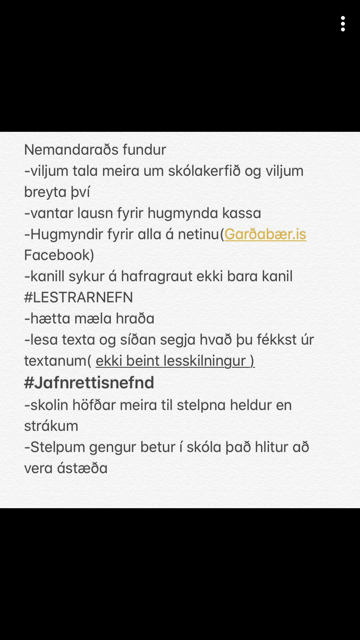 Nemandaraðs fundur
-viljum tala meira um skólakerfið og viljum
breyta því
-vantar lausn fyrir hugmynda kassa
-Hugmyndir fyrir alla á netinu(Garðabær.is
Facebook)
-kanill sykur á hafragraut ekki bara kanil
#LESTRARNEFN
-hætta mæla hraða
-lesa texta og síðan segja hvað þu fékkst úr
textanum( ekki beint lesskilningur )
#Jafnrettisnefnd
-skolin höfðar meira til stelpna heldur en
strákum
-Stelpum gengur betur í skóla það hlitur að
vera ástæða